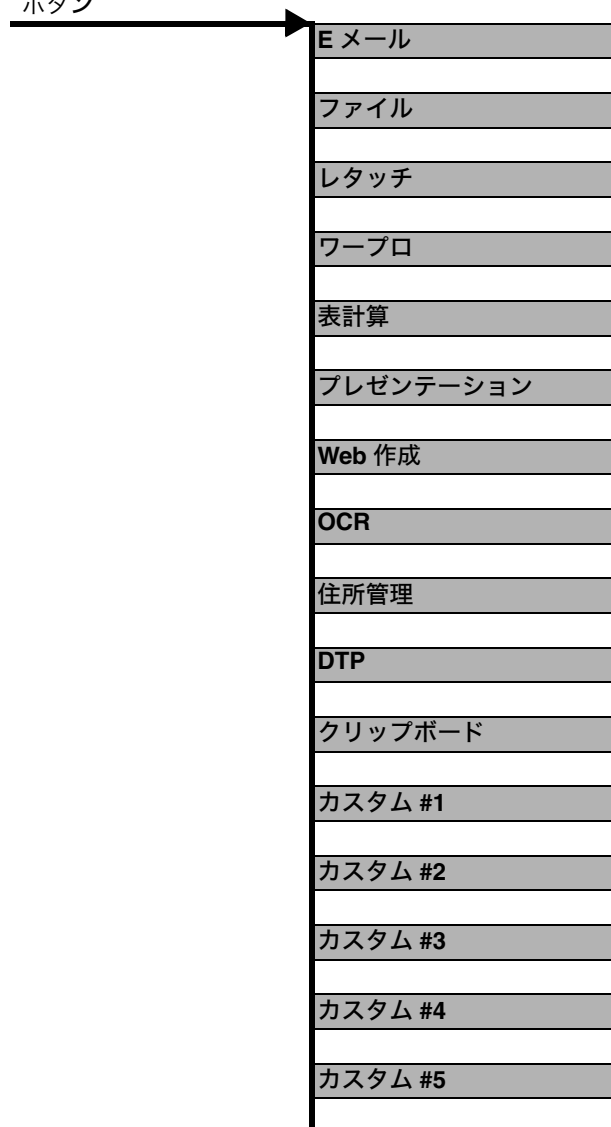 ボタン
E メール
ファイル
レタッチ
ワープロ
表計算
プレゼンテーション
Web 作成
OCR
住所管理
DTP
クリップボード
カスタム #1
カスタム #2
カスタム #3
カスタム #4
カスタム #5